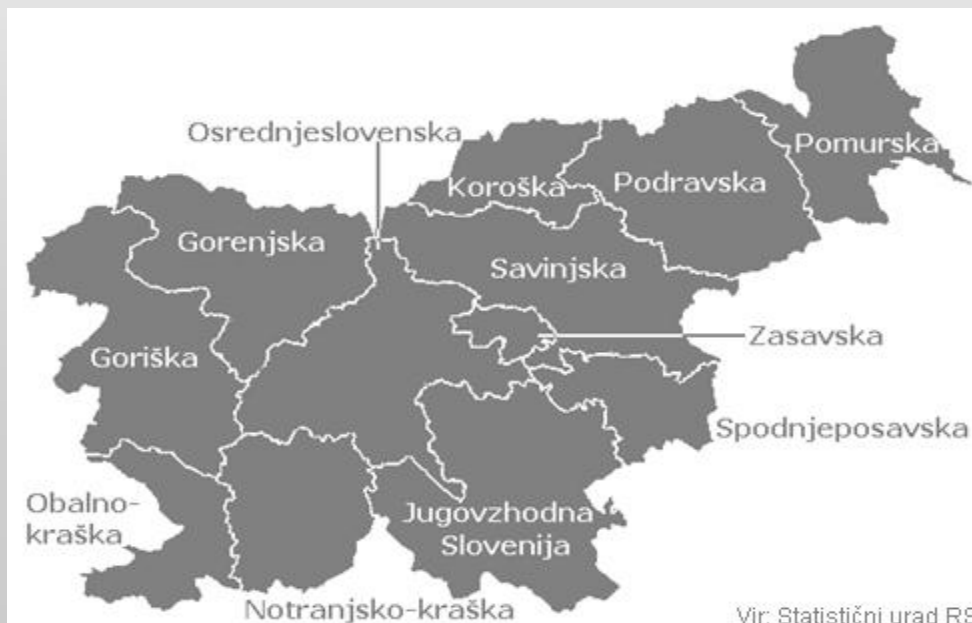 Osrednjeslovenska
Pomurska
Koroška
Podravska
Gorenjska
Savinjska
Zasavska
Goriška
Spodnjeposavska
Obalno-
kraška
Jugovzhodna
Slovenija
Notranjsko-kraška
Vir: Statistični urad RS